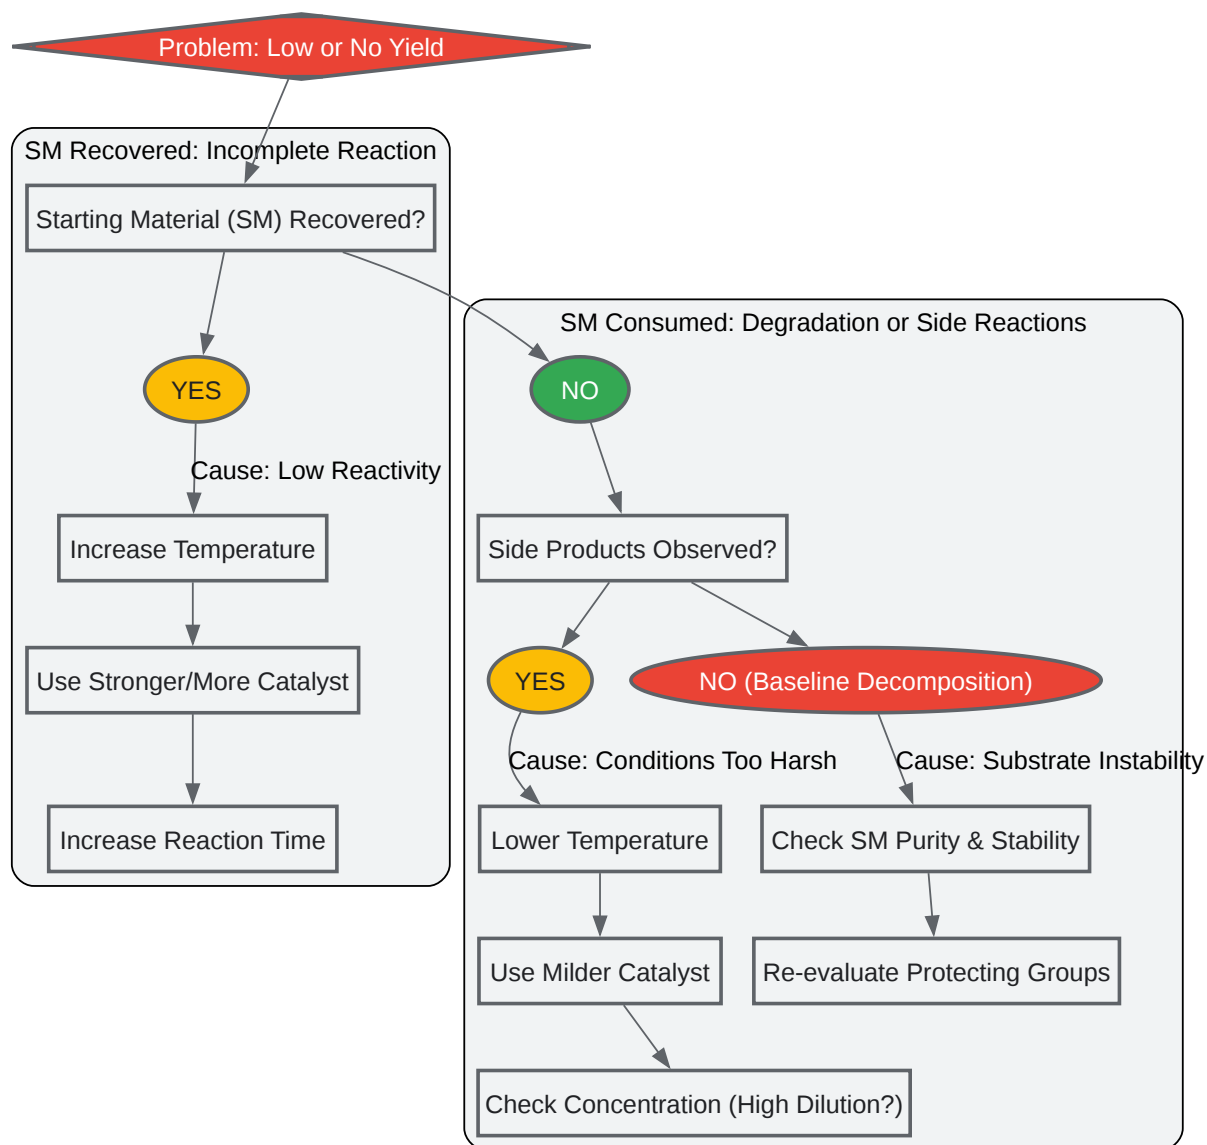 Problem: Low or No Yield
SM Recovered: Incomplete Reaction
Starting Material (SM) Recovered?
YES
Cause: Low Reactivity
Increase Temperature
Use Stronger/More Catalyst
Increase Reaction Time
SM Consumed: Degradation or Side Reactions
NO
Side Products Observed?
YES
Cause: Conditions Too Harsh
Lower Temperature
Use Milder Catalyst
Check Concentration (High Dilution?)
NO (Baseline Decomposition)
Cause: Substrate Instability
Check SM Purity & Stability
Re-evaluate Protecting Groups